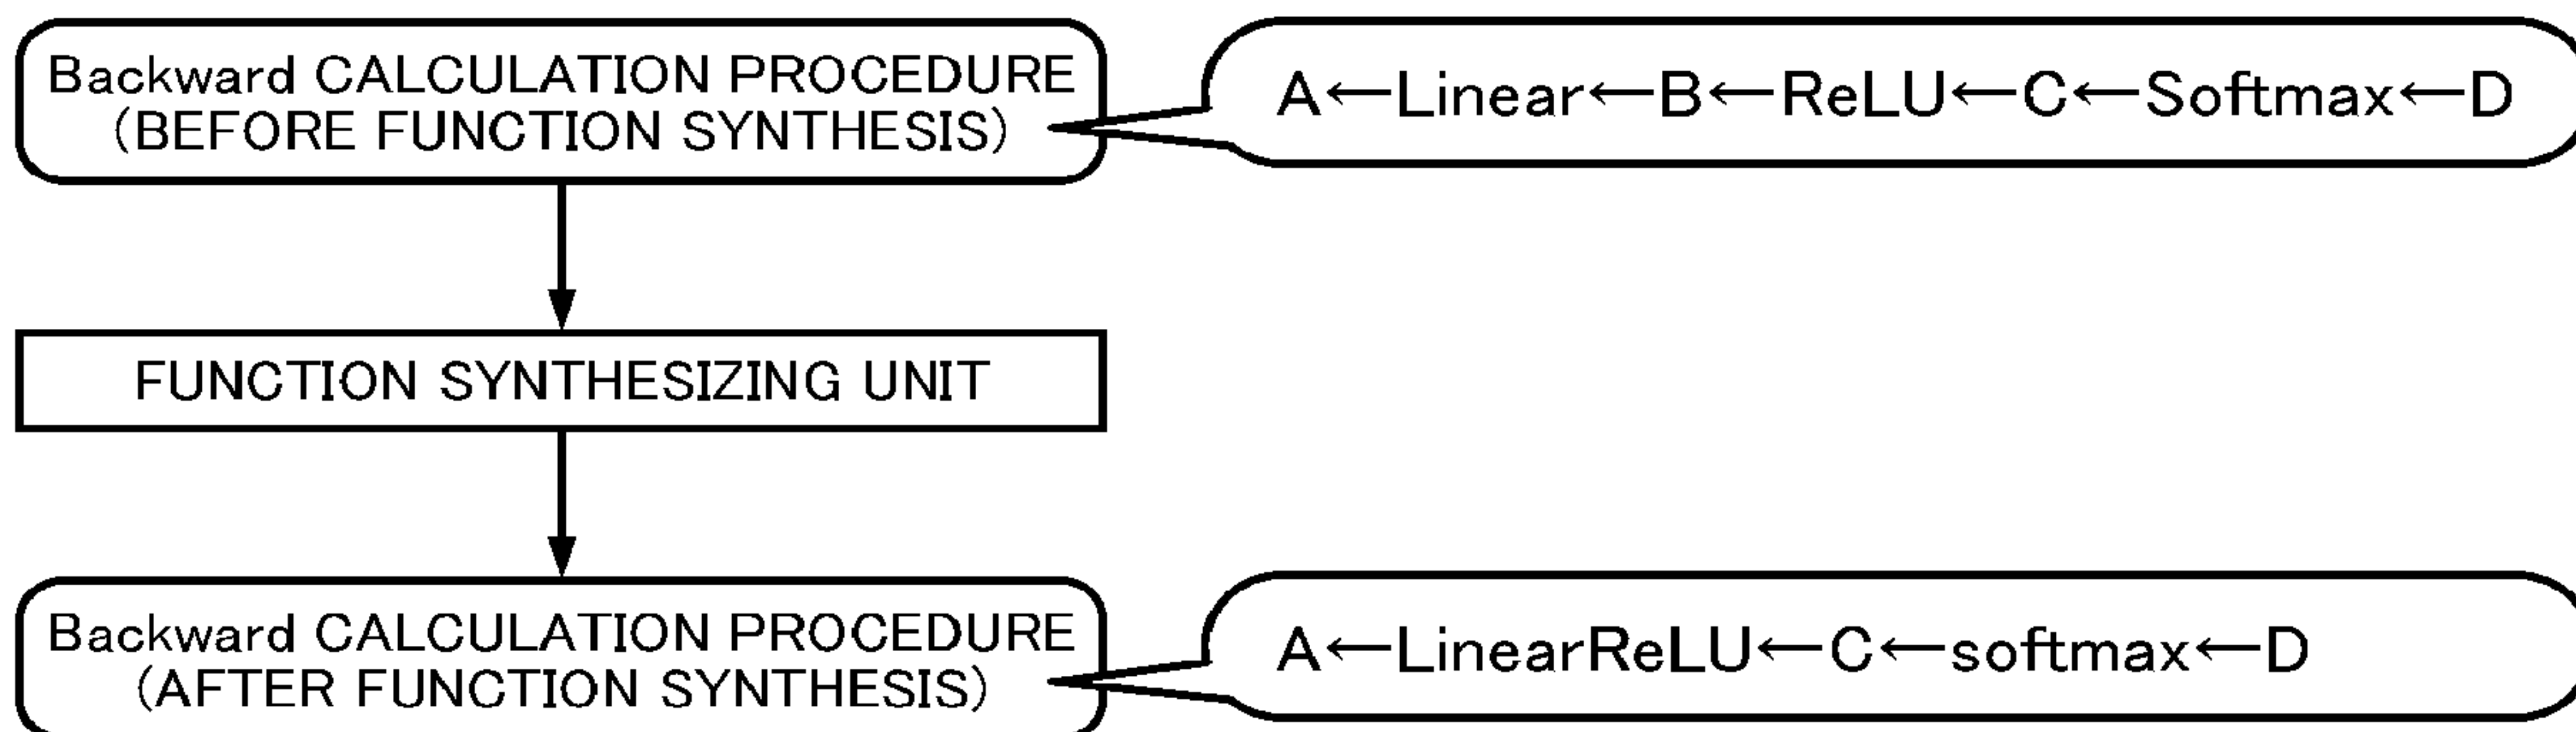 Backward CALCULATION PROCEDURE
(BEFORE FUNCTION SYNTHESIS)
A←Linear←B←ReLU←C←Softmax←D
FUNCTION SYNTHESIZING UNIT
Backward CALCULATION PROCEDURE
(AFTER FUNCTION SYNTHESIS)
A←LinearReLU←C←softmax←D